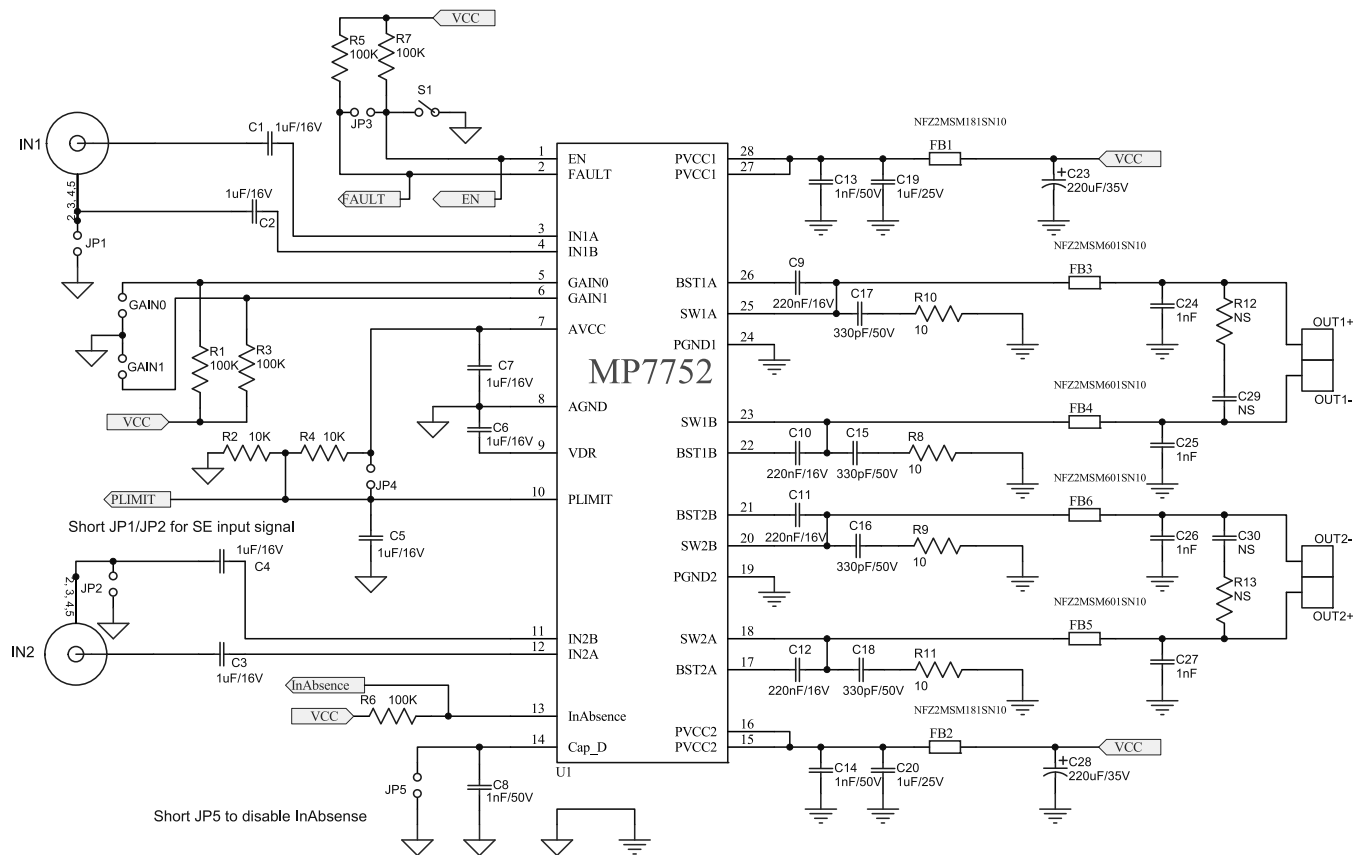 VCC
R5
100K
R7
100K
S1
JP3
NFZ2MSM181SN10
IN1
C1
1uF/16V
1
EN
PVCC1
28
FB1
VCC
2
FAULT
PVCC1
27
C13
1nF/50V
C19
1uF/25V
C23
220uF/35V
2, 3, 4,5
1uF/16V
C2
FAULT
EN
JP1
3
IN1A
4
IN1B
NFZ2MSM601SN10
5
GAIN0
BST1A
26
C9
220nF/16V
FB3
6
GAIN1
GAIN0
SW1A
25
C17
330pF/50V
R10
10
C24
1nF
R12
NS
OUT1+
7
AVCC
PGND1
24
GAIN1
R1
100K
R3
100K
C7
1uF/16V
MP7752
NFZ2MSM601SN10
C29
NS
OUT1-
8
AGND
VCC
SW1B
23
FB4
R2
10K
R4
10K
C6
1uF/16V
9
VDR
BST1B
22
C10
220nF/16V
C15
330pF/50V
R8
10
C25
1nF
JP4
NFZ2MSM601SN10
PLIMIT
10
PLIMIT
BST2B
21
C11
220nF/16V
FB6
Short JP1/JP2 for SE input signal
C5
1uF/16V
SW2B
20
C16
330pF/50V
R9
10
C26
1nF
C30
NS
OUT2-
1uF/16V
C4
JP2
2, 3, 4,5
PGND2
19
R13
NS
NFZ2MSM601SN10
OUT2+
11
IN2B
SW2A
18
FB5
IN2
C3
1uF/16V
12
IN2A
BST2A
17
C12
220nF/16V
C18
330pF/50V
R11
10
C27
1nF
InAbsence
R6
100K
VCC
13
InAbsence
NFZ2MSM181SN10
PVCC2
16
14
Cap_D
PVCC2
15
FB2
VCC
U1
JP5
C8
1nF/50V
C14
1nF/50V
C20
1uF/25V
C28
220uF/35V
Short JP5 to disable InAbsense